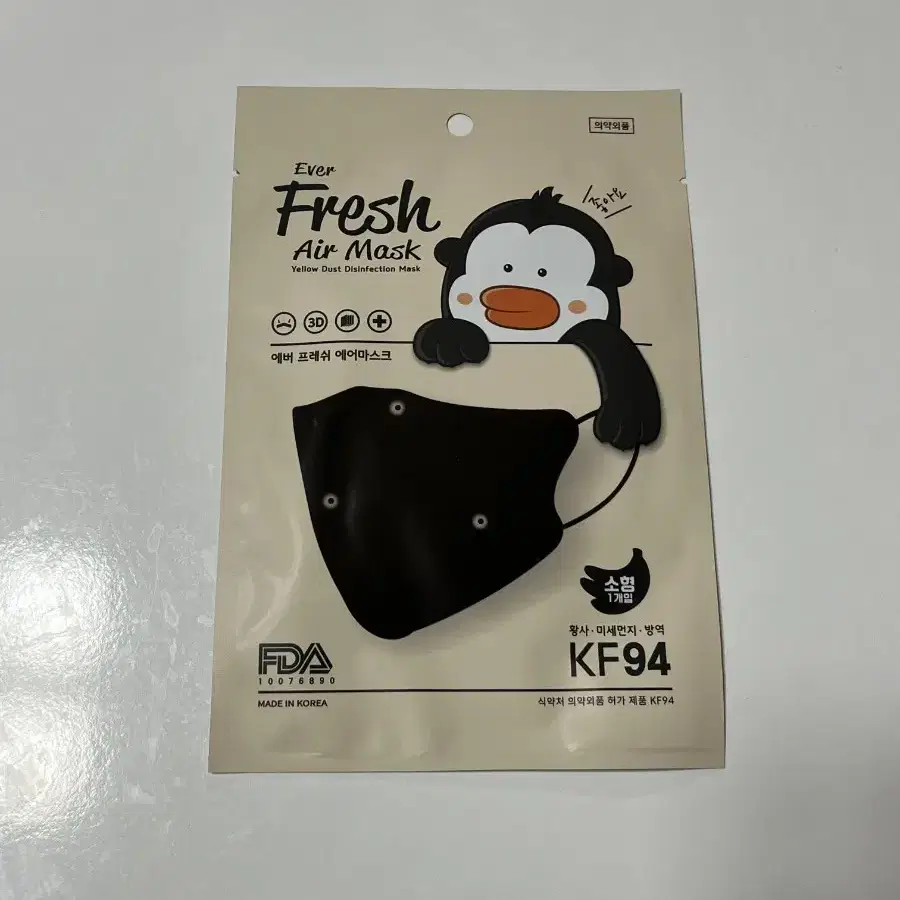 의약외품
Ever
Fresh
Air Mask
Yellow Dust Disinfection Mask
좋아요
3D
에버 프레쉬 에어마스크
소형
1개입
황사·미세먼지·방역
KF94
FDA
10076890
MADE IN KOREA
식약처 의약외품 허가 제품 KF94